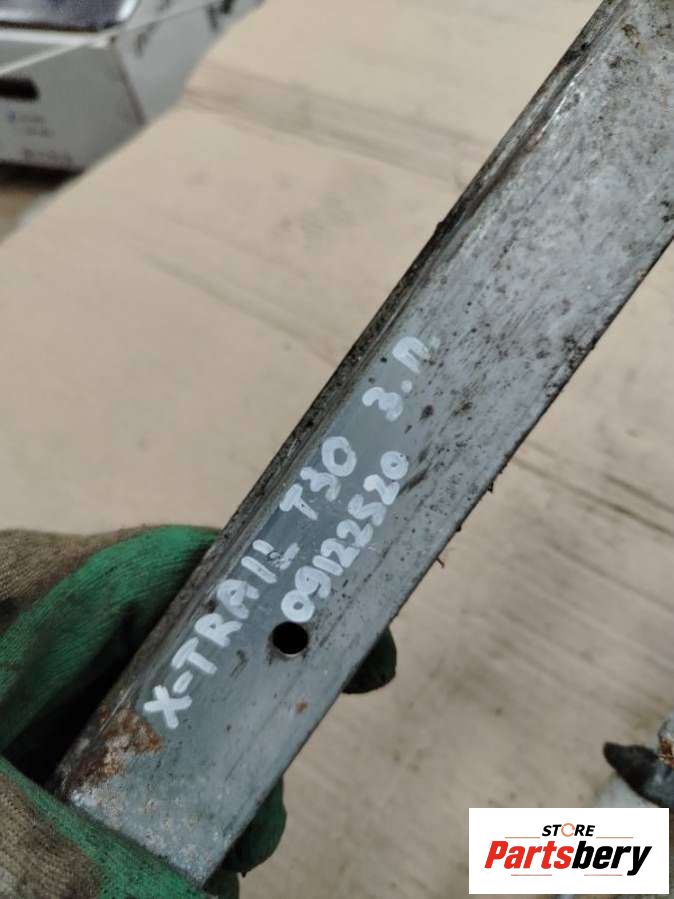 X-TRAIL T30 З.П.
09122520
STORE
Partsbery